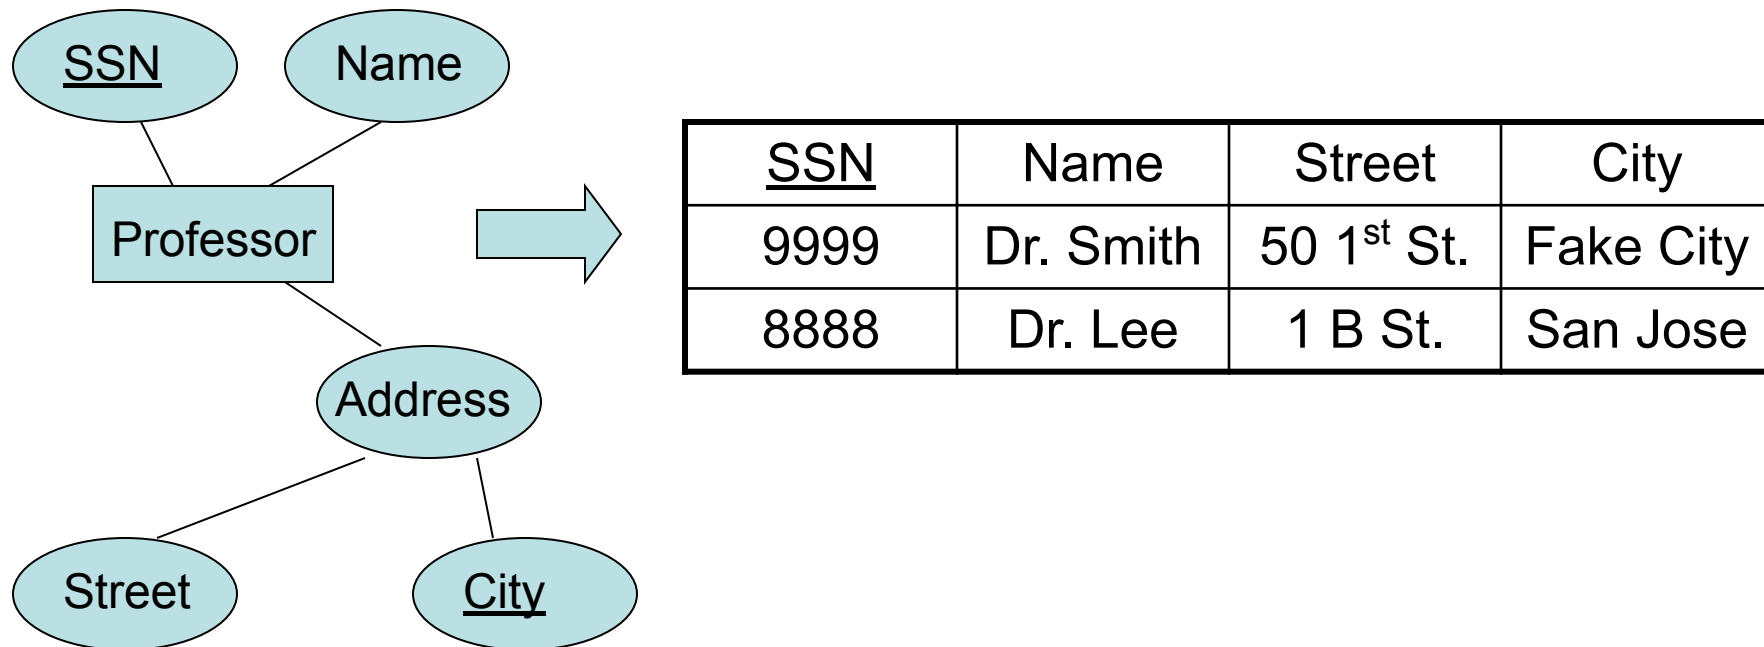 SSN Name
Professor
Address
Street City
SSN Name Street City
9999 Dr. Smith 50 1st St. Fake City
8888 Dr. Lee 1 B St. San Jose